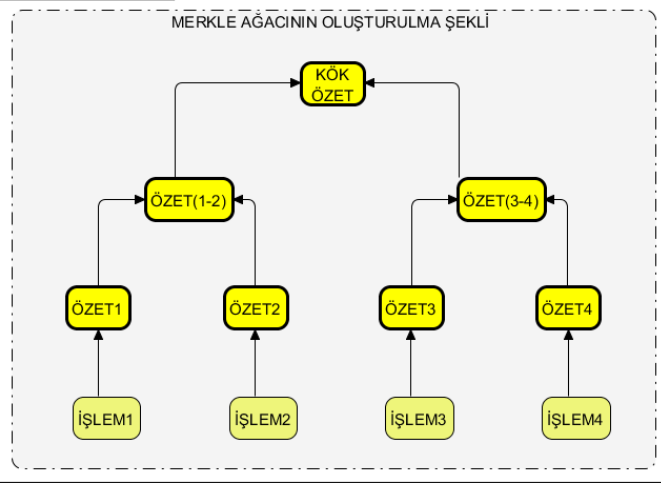 MERKLE AĞACININ OLUŞTURULMA ŞEKLİ
KÖK
ÖZET
ÖZET(1-2)
ÖZET(3-4)
ÖZET1
ÖZET2
ÖZET3
ÖZET4
İŞLEM1
İŞLEM2
İŞLEM3
İŞLEM4